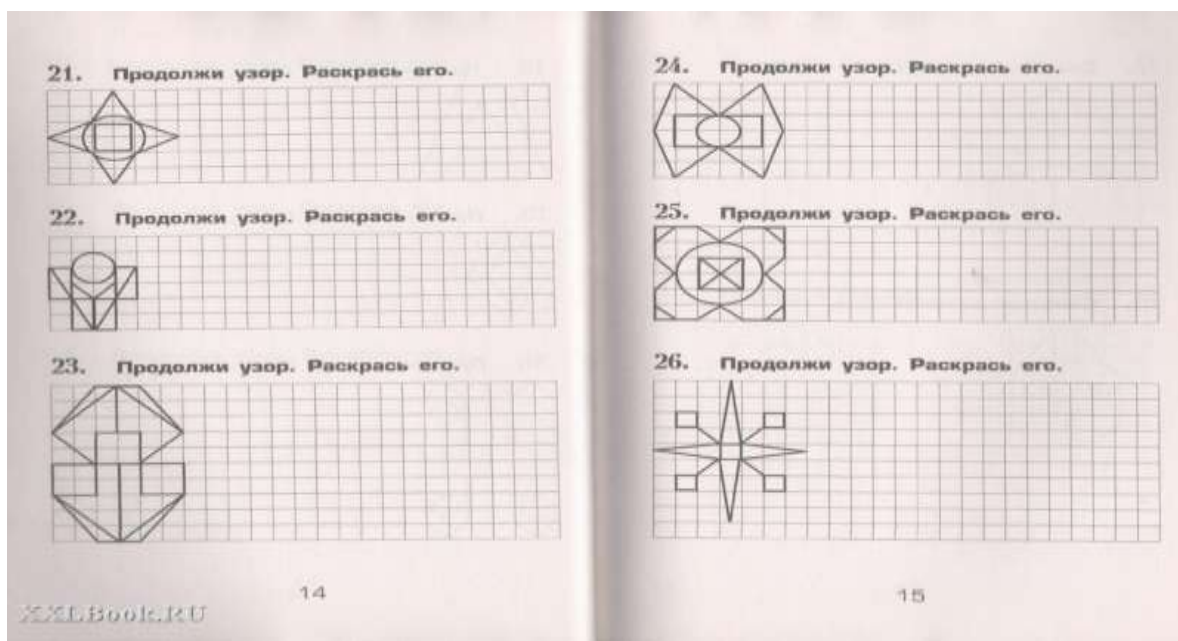 21. Продолжи узор. Раскрась его.
22. Продолжи узор. Раскрась его.
23. Продолжи узор. Раскрась его.
14
XXLBook.RU
24. Продолжи узор. Раскрась его.
25. Продолжи узор. Раскрась его.
26. Продолжи узор. Раскрась его.
15